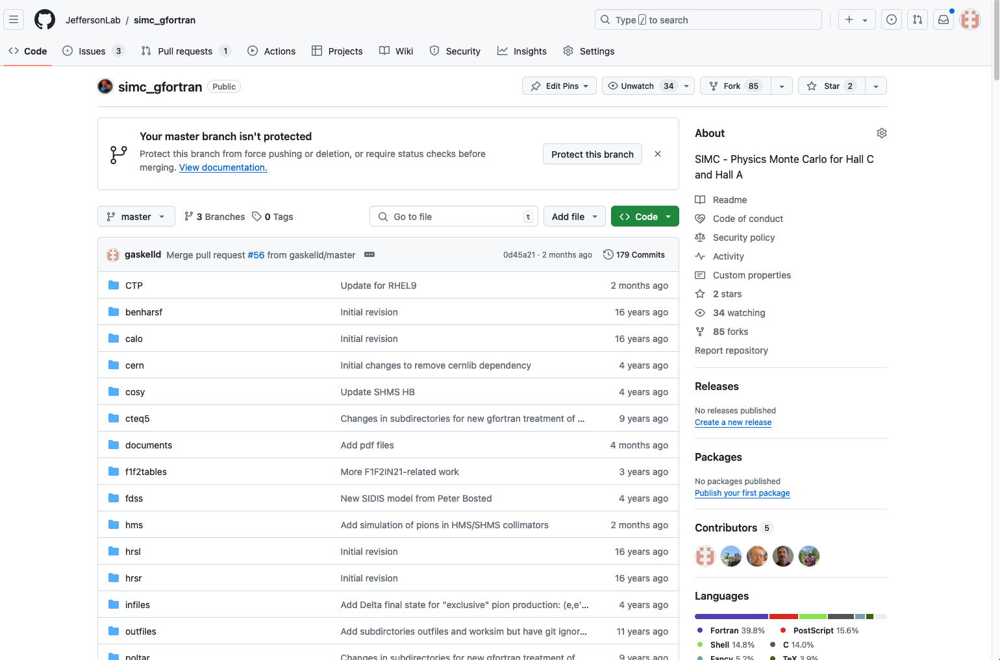 JeffersonLab / simc_gfortran
Type / to search
Code
Issues 3
Pull requests 1
Actions
Projects
Wiki
Security
Insights
Settings
simc_gfortran Public
Edit Pins
Unwatch 34
Fork 85
Star 2
Your master branch isn't protected
Protect this branch from force pushing or deletion, or require status checks before
merging. View documentation.
Protect this branch
master
3 Branches
0 Tags
Go to file t
Add file
Code
gaskelld Merge pull request #56 from gaskelld/master
0d45a21 · 2 months ago
179 Commits
CTP Update for RHEL9 2 months ago
benharsf Initial revision 16 years ago
calo Initial revision 16 years ago
cern Initial changes to remove cernlib dependency 4 years ago
cosy Update SHMS HB 4 years ago
cteq5 Changes in subdirectories for new gfortran treatment of ... 9 years ago
documents Add pdf files 4 months ago
f1f2tables More F1F2IN21-related work 3 years ago
fdss New SIDIS model from Peter Bosted 4 years ago
hms Add simulation of pions in HMS/SHMS collimators 2 months ago
hrsl Initial revision 16 years ago
hrsr Initial revision 16 years ago
infiles Add Delta final state for "exclusive" pion production: (e,e'... 4 years ago
outfiles Add subdirctories outfiles and worksim but have git ignor... 11 years ago
poltar Changes in subdirectories for new gfortran treatment of 9 years ago
About
SIMC - Physics Monte Carlo for Hall C
and Hall A
Readme
Code of conduct
Security policy
Activity
Custom properties
2 stars
34 watching
85 forks
Report repository
Releases
No releases published
Create a new release
Packages
No packages published
Publish your first package
Contributors 5
Languages
Fortran 39.8% PostScript 15.6%
Shell 14.8% C 14.0%
Fancy 5.2% TeX 3.9%